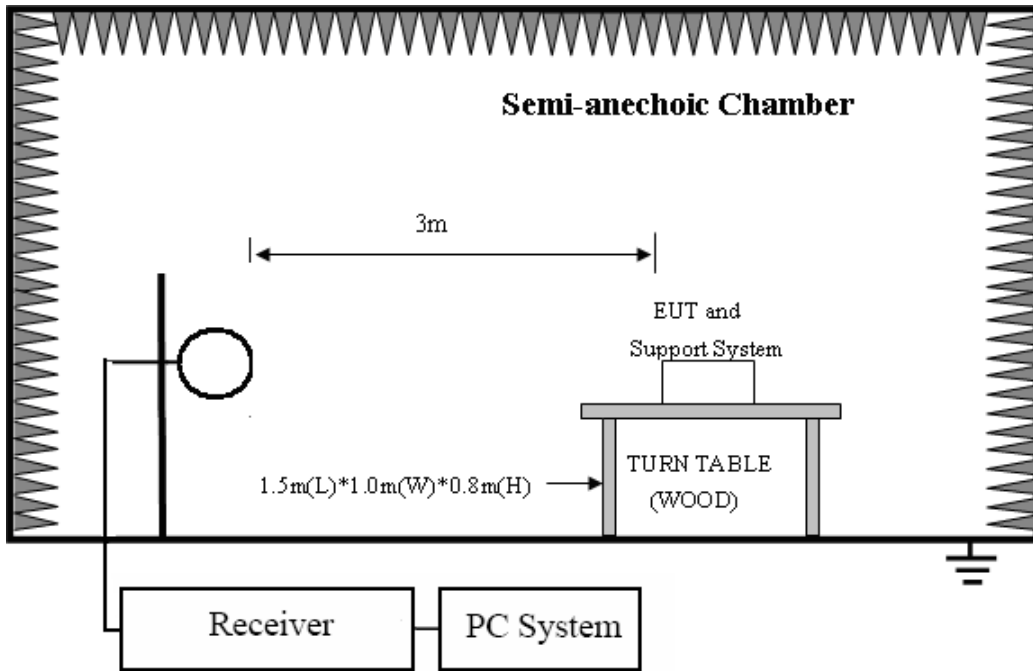 Semi-anechoic Chamber
3m
EUT and
Support System
1.5m(L)*1.0m(W)*0.8m(H)
TURN TABLE
(WOOD)
Receiver
PC System